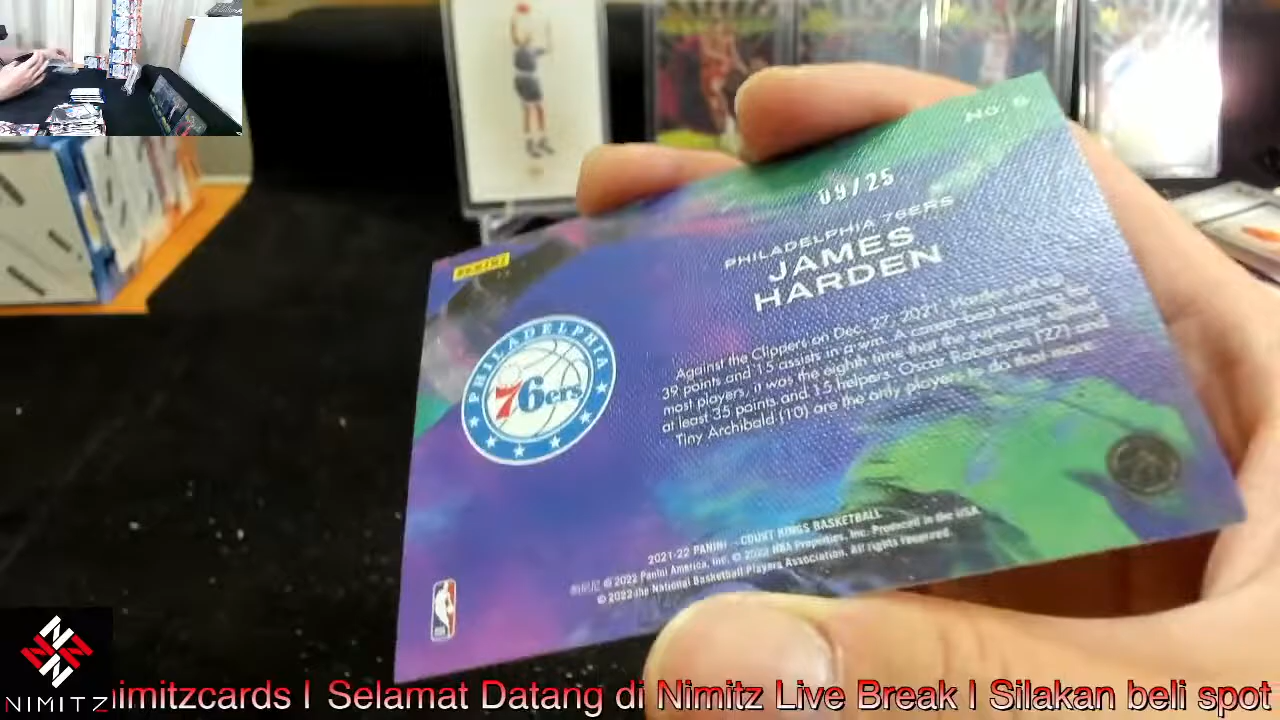 No. 6
09/25
PHILADELPHIA 76ERS
JAMES
HARDEN
PANINI
PHILADELPHIA
76ers
Against the Clippers on Dec. 27, 2021, Harden
39 points and 15 assists in a win. A career-best evening for
most players, it was the eighth time that the superstar tallied
at least 35 points and 15 helpers. Oscar Robertson (22) and
Tiny Archibald (10) are the only players to do that more.
2021-22 PANINI – COURT KINGS BASKETBALL
© 2022 Panini America, Inc. © 2022 NBA Properties, Inc. Produced in the USA
© 2022 the National Basketball Players Association. All rights reserved.
NIMITZ
imitzcards | Selamat Datang di Nimitz Live Break | Silakan beli spot